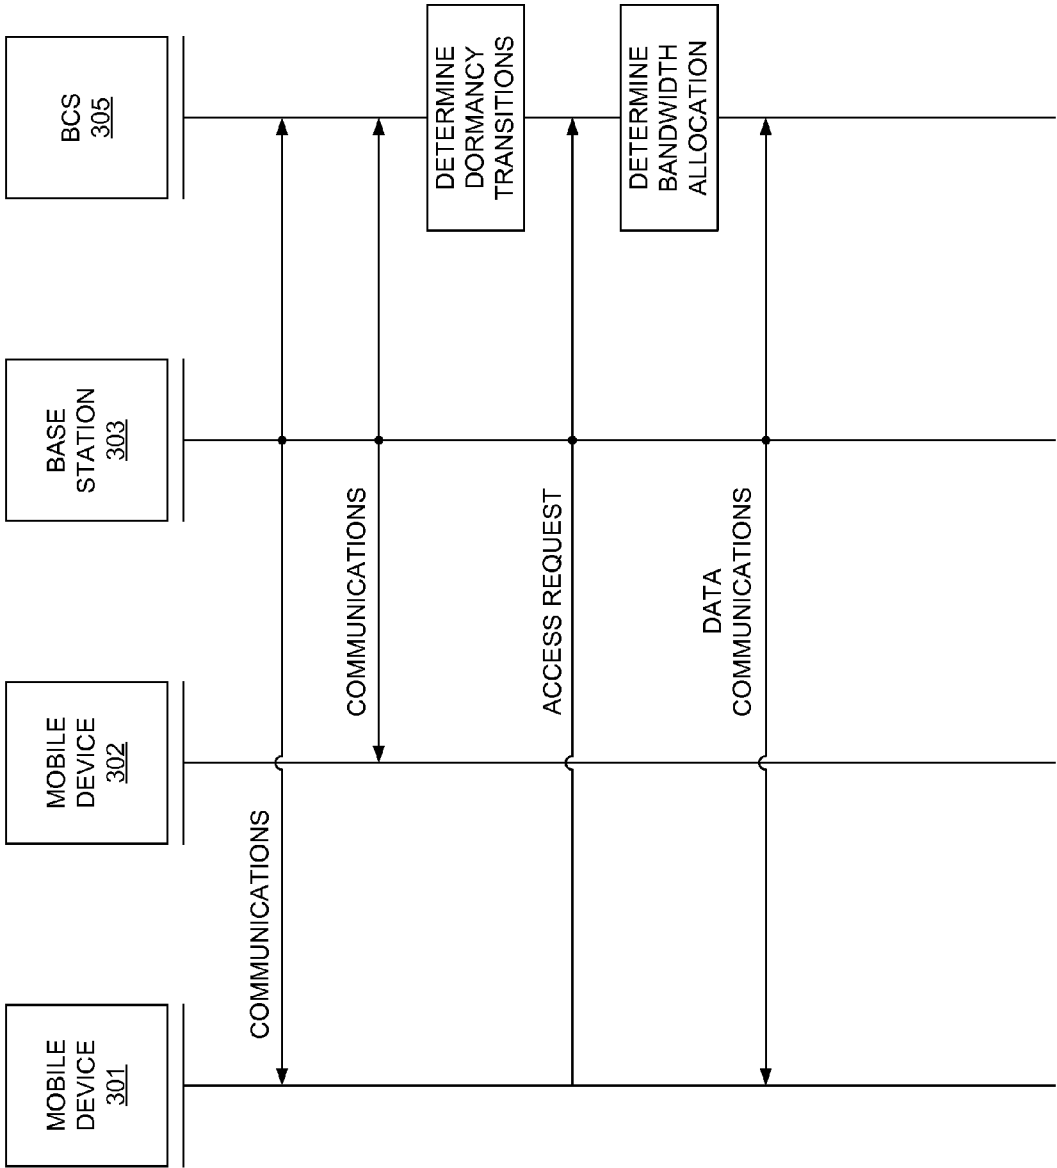 MOBILE
DEVICE
301
MOBILE
DEVICE
302
BASE
STATION
303
BCS
305
COMMUNICATIONS
COMMUNICATIONS
DETERMINE
DORMANCY
TRANSITIONS
ACCESS REQUEST
DETERMINE
BANDWIDTH
ALLOCATION
DATA
COMMUNICATIONS